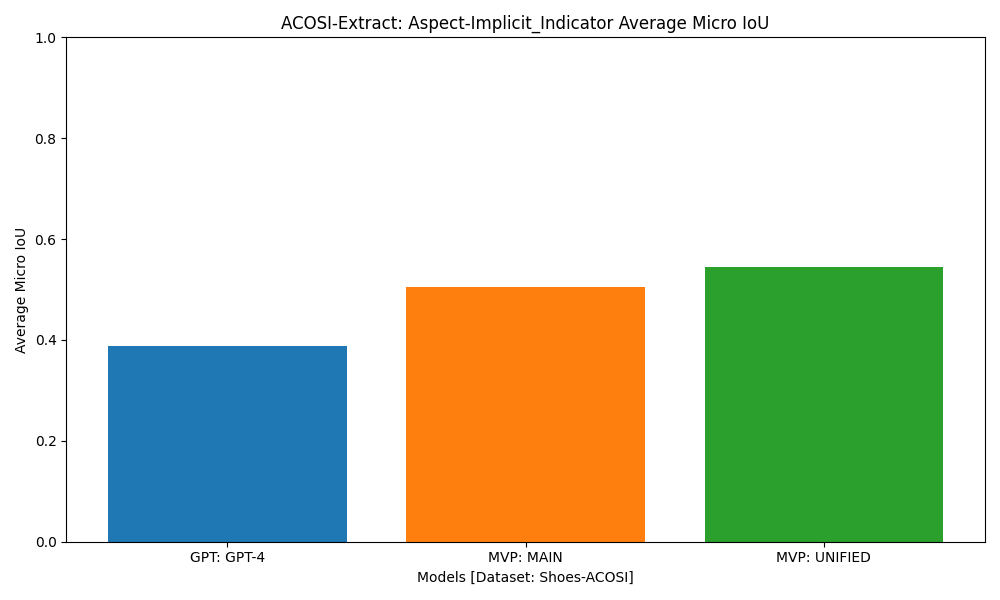 ACOSI-Extract: Aspect-Implicit_Indicator Average Micro IoU
1.0
0.8
0.6
0.4
0.2
0.0
Average Micro IoU
GPT: GPT-4
MVP: MAIN
MVP: UNIFIED
Models [Dataset: Shoes-ACOSI]